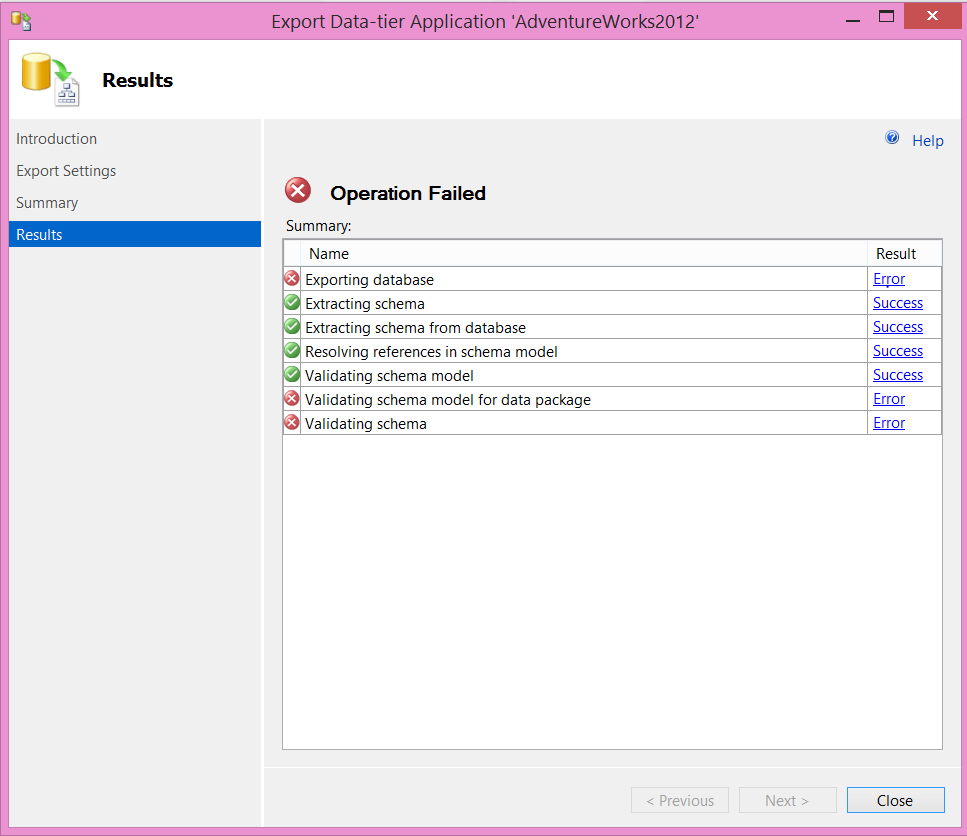 Export Data-tier Application 'AdventureWorks2012'
Results
Introduction
Export Settings
Summary
Results
Help
Operation Failed
Summary:
Name Result
Exporting database Error
Extracting schema Success
Extracting schema from database Success
Resolving references in schema model Success
Validating schema model Success
Validating schema model for data package Error
Validating schema Error
< Previous Next > Close